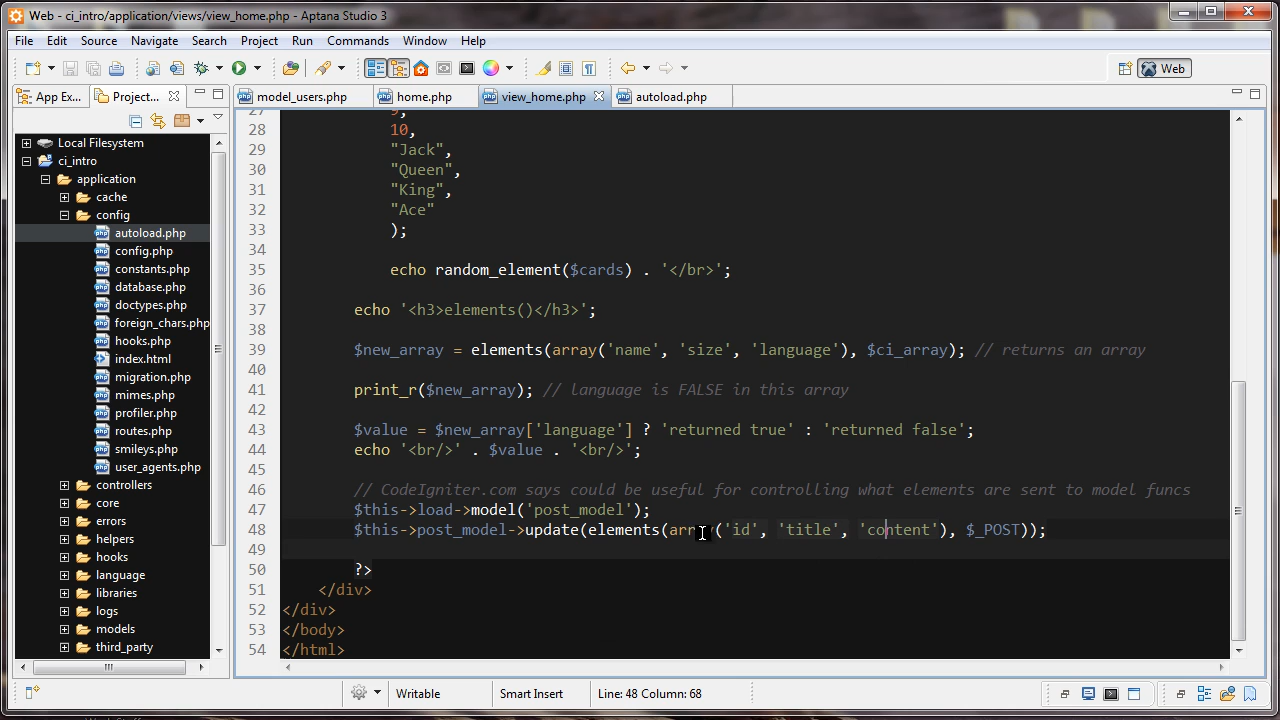 Web - ci_intro/application/views/view_home.php - Aptana Studio 3
File Edit Source Navigate Search Project Run Commands Window Help
Web
App Ex... Project...
model_users.php home.php view_home.php autoload.php
Local Filesystem
ci_intro
application
cache
config
autoload.php
config.php
constants.php
database.php
doctypes.php
foreign_chars.php
hooks.php
index.html
migration.php
mimes.php
profiler.php
routes.php
smileys.php
user_agents.php
controllers
core
errors
helpers
hooks
language
libraries
logs
models
third_party
27 9,
28 10,
29 "Jack",
30 "Queen",
31 "King",
32 "Ace"
33 );
34
35 echo random_element($cards) . '</br>';
36
37 echo '<h3>elements()</h3>';
38
39 $new_array = elements(array('name', 'size', 'language'), $ci_array); // returns an array
40
41 print_r($new_array); // language is FALSE in this array
42
43 $value = $new_array['language'] ? 'returned true' : 'returned false';
44 echo '<br/>' . $value . '<br/>';
45
46 // CodeIgniter.com says could be useful for controlling what elements are sent to model funcs
47 $this->load->model('post_model');
48 $this->post_model->update(elements(array('id', 'title', 'content'), $_POST));
49
50 ?>
51 </div>
52 </div>
53 </body>
54 </html>
Writable Smart Insert Line: 48 Column: 68